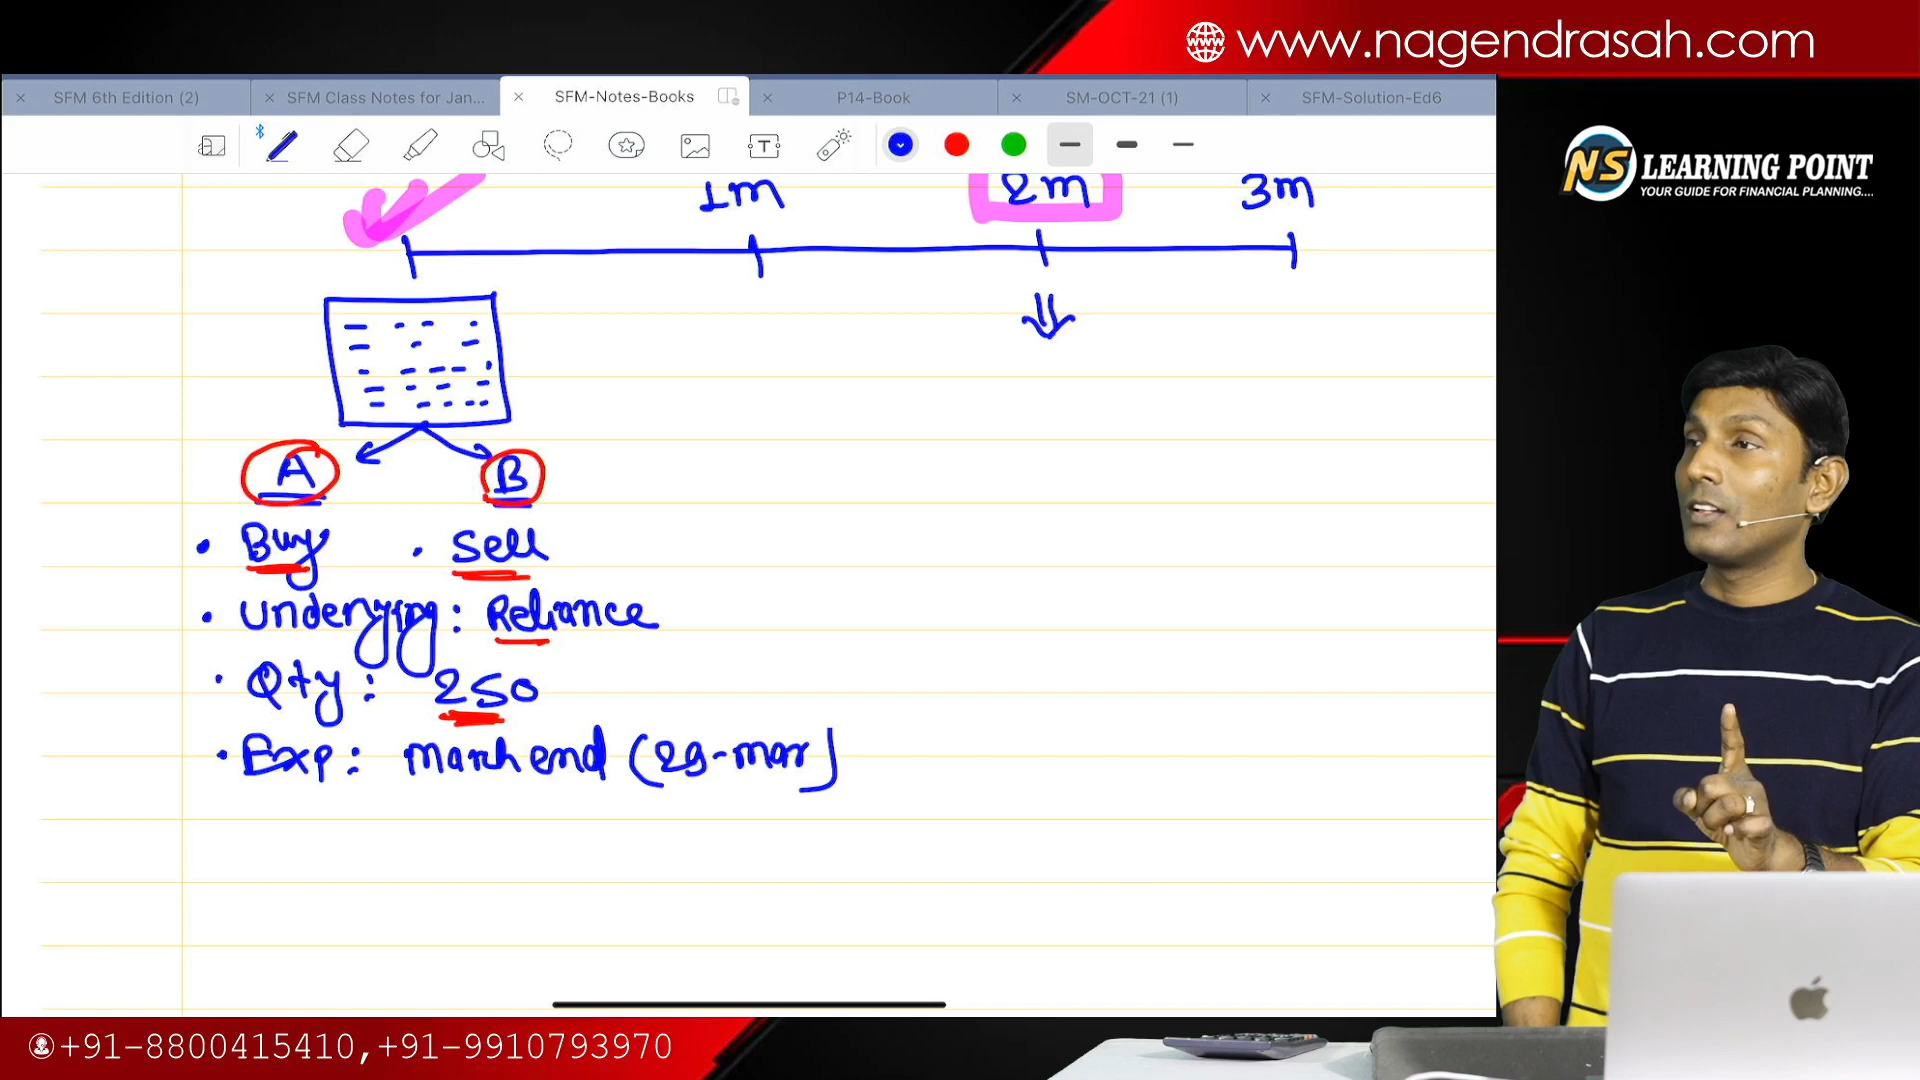 www.nagendrasah.com
SFM 6th Edition (2)
SFM Class Notes for Jan...
SFM-Notes-Books
P14-Book
SM-OCT-21 (1)
SFM-Solution-Ed6
NS LEARNING POINT
YOUR GUIDE FOR FINANCIAL PLANNING....
1m 2m 3m
A B
• Buy • Sell
• Underlying: Reliance
• Qty: 250
• Exp: March end (29-mar)
+91-8800415410,+91-9910793970